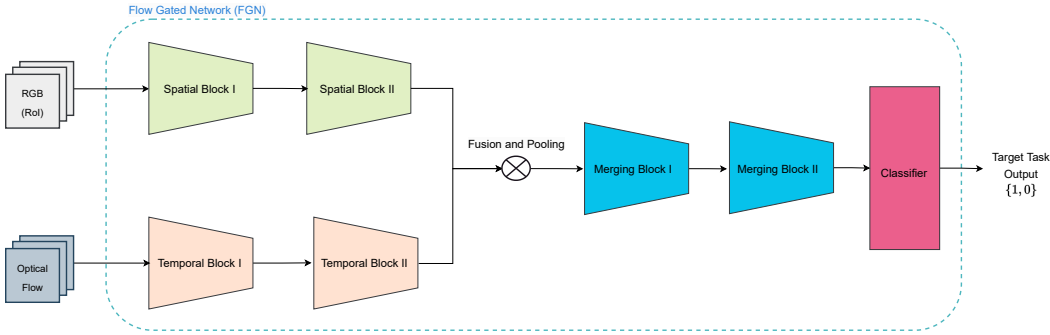 Flow Gated Network (FGN)
RGB
(RoI)
Spatial Block I
Spatial Block II
Fusion and Pooling
Merging Block I
Merging Block II
Classifier
Target Task
Output
{1, 0}
Optical
Flow
Temporal Block I
Temporal Block II